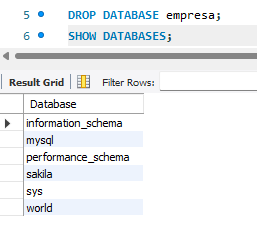 5 DROP DATABASE empresa;
6 SHOW DATABASES;
Result Grid Filter Rows:
Database
information_schema
mysql
performance_schema
sakila
sys
world